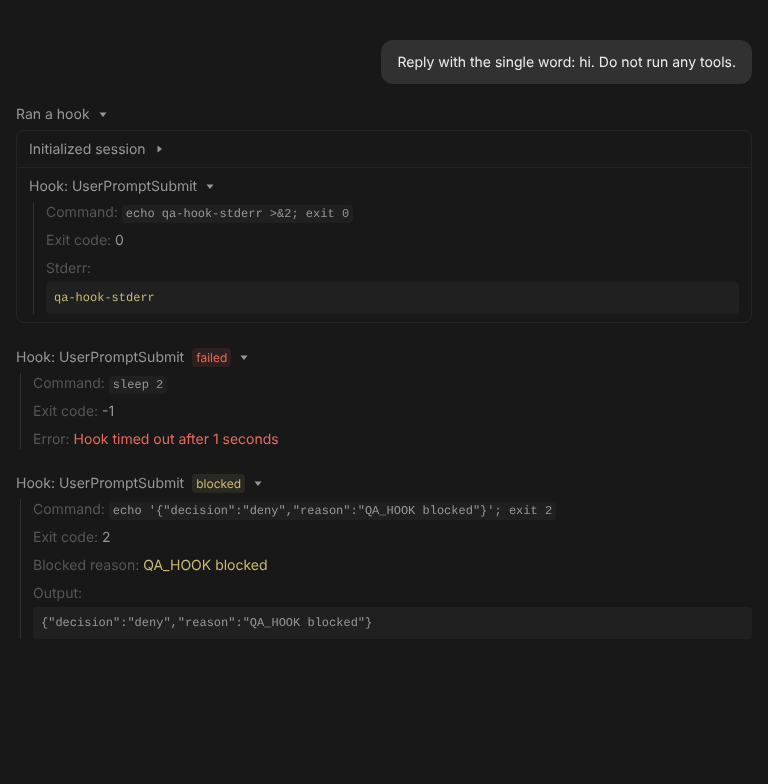 Reply with the single word: hi. Do not run any tools.
Ran a hook
Initialized session
Hook: UserPromptSubmit
Command: echo qa-hook-stderr >&2; exit 0
Exit code: 0
Stderr:
qa-hook-stderr
Hook: UserPromptSubmit failed
Command: sleep 2
Exit code: -1
Error: Hook timed out after 1 seconds
Hook: UserPromptSubmit blocked
Command: echo '{"decision":"deny","reason":"QA_HOOK blocked"}'; exit 2
Exit code: 2
Blocked reason: QA_HOOK blocked
Output:
{"decision":"deny","reason":"QA_HOOK blocked"}